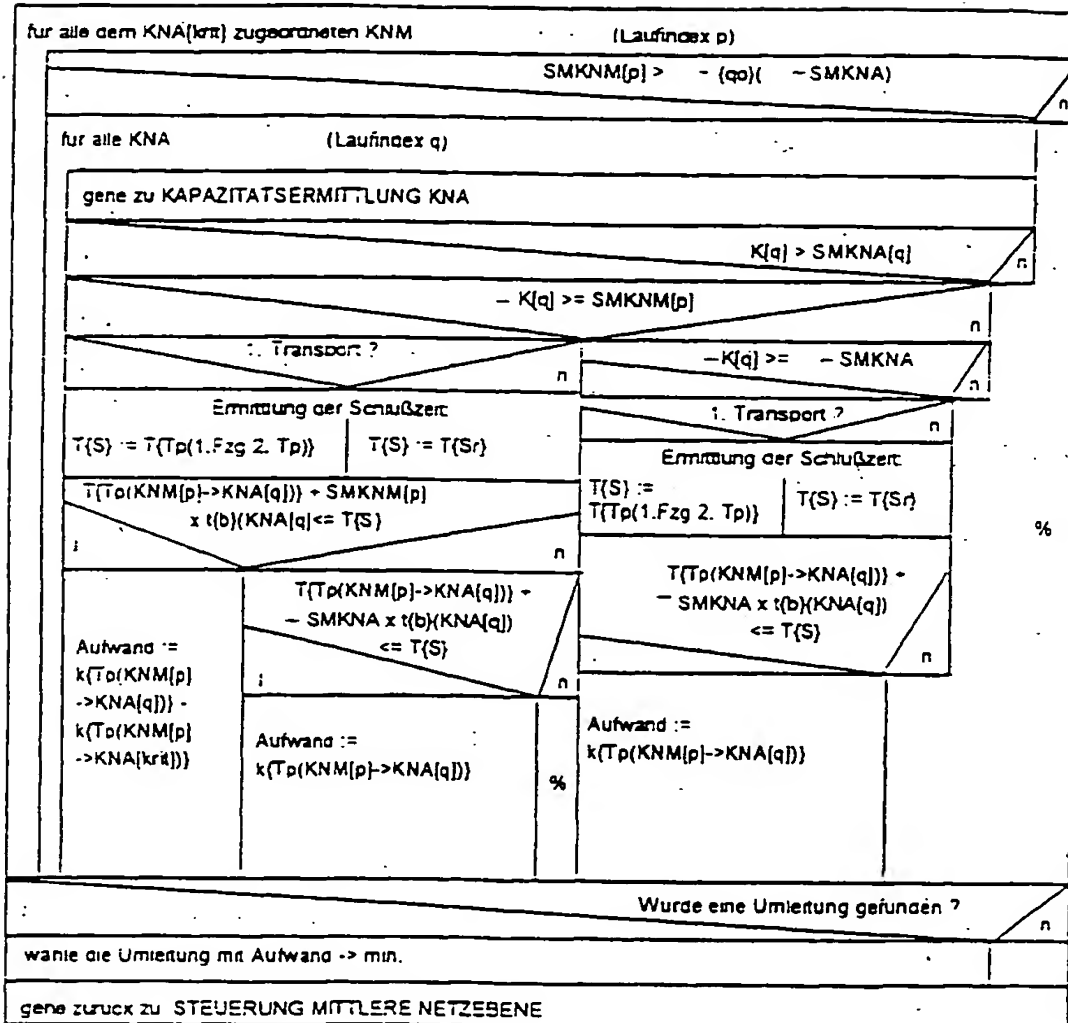 fur alle dem KNA{krit} zugeordneten KNM (Laufindex p)
SMKNM[p] > - (qp)( - SMKNA)
n
fur alle KNA (Laufindex q)
gene zu KAPAZITATSERMITTLUNG KNA
K[q] > SMKNA[q]
n
– K[q] >= SMKNM[p]
n
1. Transport ?
n
–K[q] >= – SMKNA
n
1. Transport ?
n
Ermittlung der Schlußzeit
T{S} := T{Tp(1.Fzg 2. Tp)} T{S} := T{Sr}
Ermittlung der Schlußzeit
T{S} :=
T{Tp(1.Fzg 2. Tp)} T{S} := T{Sr}
T{Tp(KNM[p]->KNA[q])} + SMKNM[p]
x t{b}(KNA[q]<= T{S}
j
n
%
T{Tp(KNM[p]->KNA[q])} +
– SMKNA x t{b}(KNA[q])
<= T{S}
j
n
T{Tp(KNM[p]->KNA[q])} +
– SMKNA x t{b}(KNA[q])
<= T{S}
n
Aufwand :=
k{Tp(KNM[p]
->KNA[q])} -
k{Tp(KNM[p]
->KNA[krit])}
Aufwand :=
k{Tp(KNM[p]->KNA[q])}
%
Aufwand :=
k{Tp(KNM[p]->KNA[q])}
Wurde eine Umleitung gefunden ?
n
wahle die Umleitung mit Aufwand -> min.
gene zuruck zu STEUERUNG MITTLERE NETZEBENE